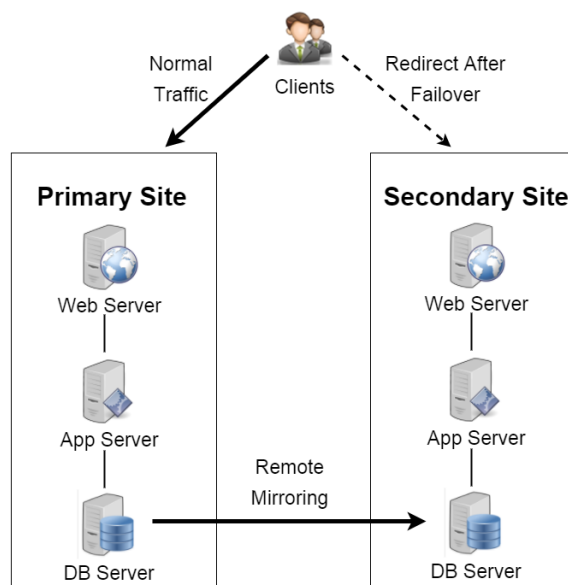 Normal
Traffic
Clients
Redirect After
Failover
Primary Site
Web Server
App Server
DB Server
Remote
Mirroring
Secondary Site
Web Server
App Server
DB Server